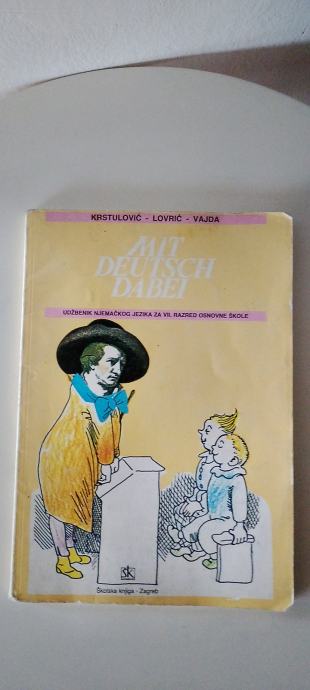 KRSTULOVIĆ - LOVRIĆ - VAJDA
MIT
DEUTSCH
DABEI
UDŽBENIK NJEMAČKOG JEZIKA ZA VII. RAZRED OSNOVNE ŠKOLE
ŠK
Školska knjiga - Zagreb